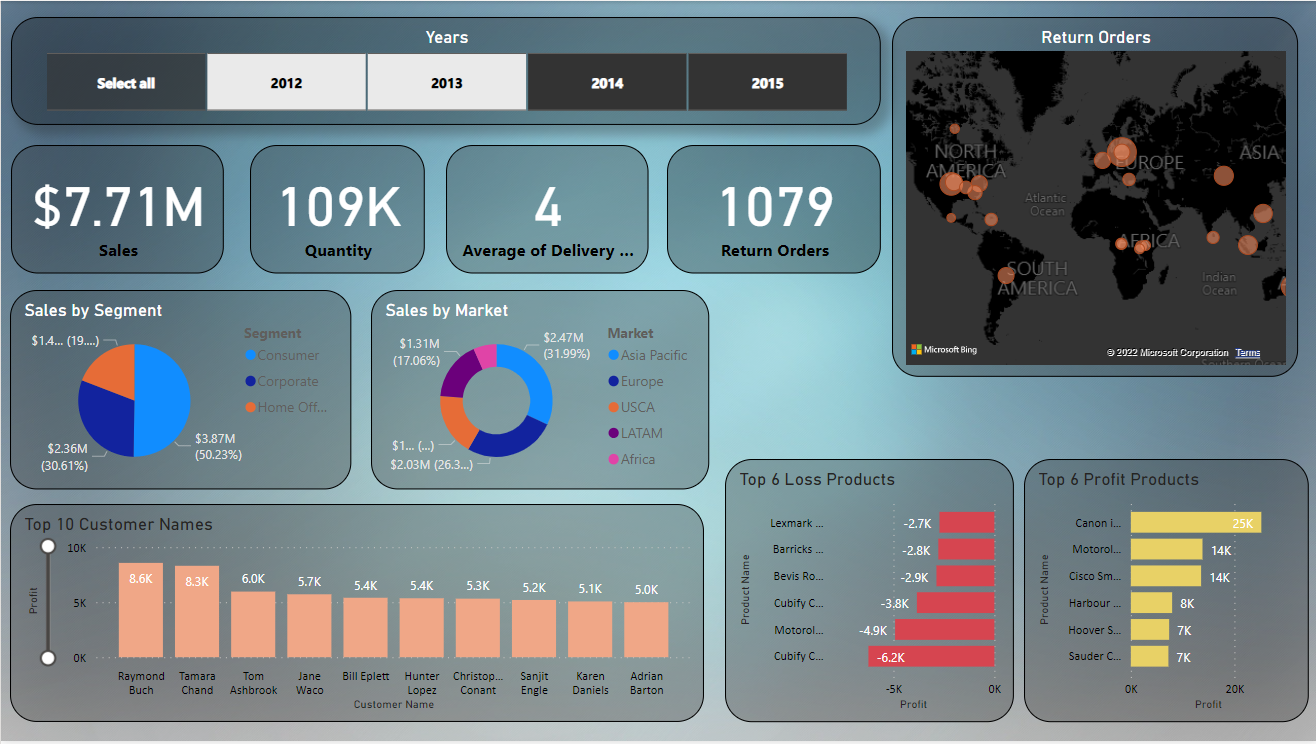 Years
Select all
2012
2013
2014
2015
$7.71M
Sales
109K
Quantity
4
Average of Delivery ...
1079
Return Orders
Return Orders
NORTH
AMERICA
EUROPE
ASIA
Atlantic
Ocean
AFRICA
SOUTH
AMERICA
Indian
Ocean
Microsoft Bing
© 2022 Microsoft Corporation Terms
Southern Ocean
Sales by Segment
$1.4... (19....)
$2.36M
(30.61%)
$3.87M
(50.23%)
Segment
Consumer
Corporate
Home Off...
Sales by Market
$1.31M
(17.06%)
$2.47M
(31.99%)
$1... (...)
$2.03M (26.3...)
Market
Asia Pacific
Europe
USCA
LATAM
Africa
Top 10 Customer Names
Profit
10K
5K
0K
8.6K
8.3K
6.0K
5.7K
5.4K
5.4K
5.3K
5.2K
5.1K
5.0K
Raymond
Buch
Tamara
Chand
Tom
Ashbrook
Jane
Waco
Bill Eplett
Hunter
Lopez
Christop...
Conant
Sanjit
Engle
Karen
Daniels
Adrian
Barton
Customer Name
Top 6 Loss Products
Product Name
Lexmark ...
-2.7K
Barricks ...
-2.8K
Bevis Ro...
-2.9K
Cubify C...
-3.8K
Motorol...
-4.9K
Cubify C...
-6.2K
-5K
0K
Profit
Top 6 Profit Products
Product Name
Canon i...
25K
Motorol...
14K
Cisco Sm...
14K
Harbour ...
8K
Hoover S...
7K
Sauder C...
7K
0K
20K
Profit